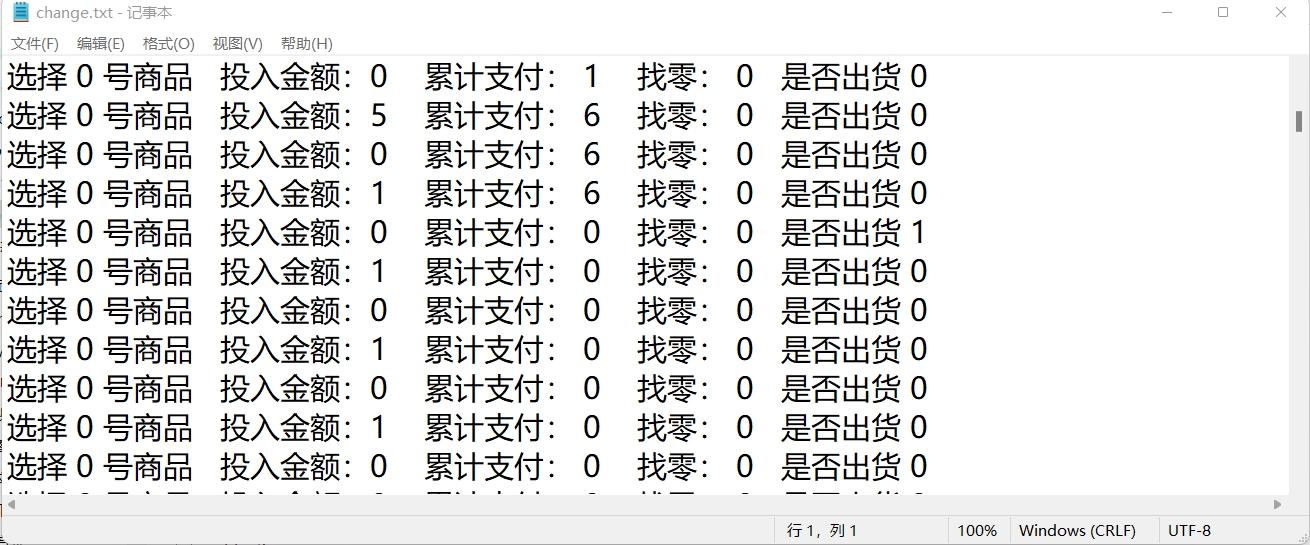 change.txt - 记事本
文件(F) 编辑(E) 格式(O) 视图(V) 帮助(H)
选择 0 号商品 投入金额：0 累计支付： 1 找零： 0 是否出货 0
选择 0 号商品 投入金额：5 累计支付： 6 找零： 0 是否出货 0
选择 0 号商品 投入金额：0 累计支付： 6 找零： 0 是否出货 0
选择 0 号商品 投入金额：1 累计支付： 6 找零： 0 是否出货 0
选择 0 号商品 投入金额：0 累计支付： 0 找零： 0 是否出货 1
选择 0 号商品 投入金额：1 累计支付： 0 找零： 0 是否出货 0
选择 0 号商品 投入金额：0 累计支付： 0 找零： 0 是否出货 0
选择 0 号商品 投入金额：1 累计支付： 0 找零： 0 是否出货 0
选择 0 号商品 投入金额：0 累计支付： 0 找零： 0 是否出货 0
选择 0 号商品 投入金额：1 累计支付： 0 找零： 0 是否出货 0
选择 0 号商品 投入金额：0 累计支付： 0 找零： 0 是否出货 0
行 1，列 1 100% Windows (CRLF) UTF-8